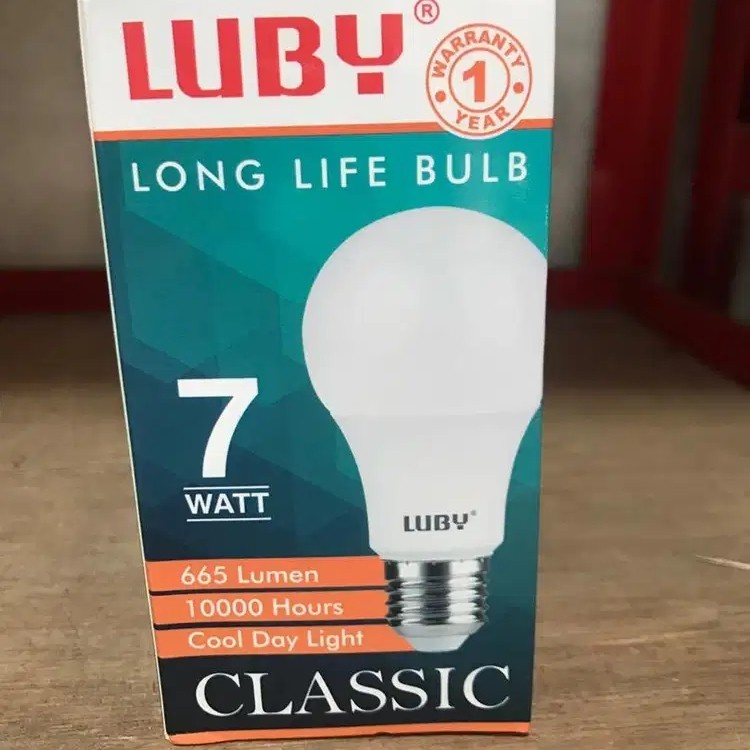 LUBY®
WARRANTY
1
YEAR
LONG LIFE BULB
7
WATT
LUBY®
665 Lumen
10000 Hours
Cool Day Light
CLASSIC